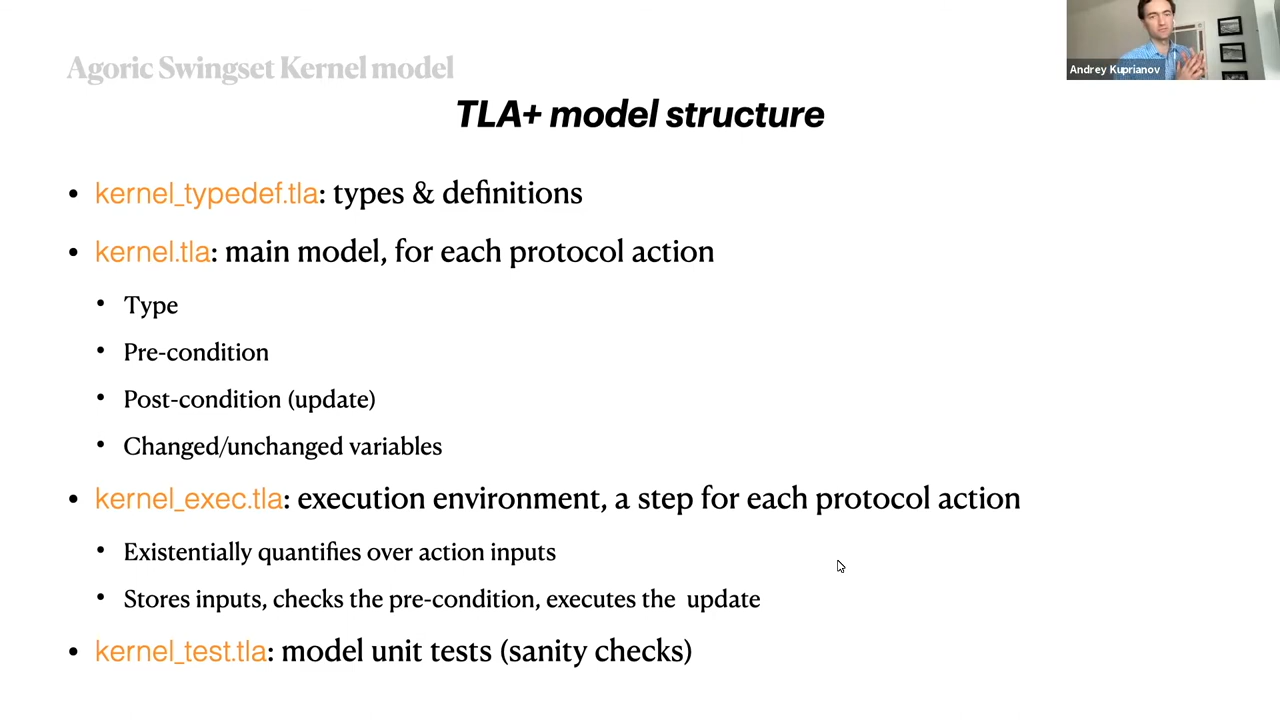 Agoric Swingset Kernel model
Andrey Kuprianov
TLA+ model structure
• kernel_typedef.tla: types & definitions
• kernel.tla: main model, for each protocol action
• Type
• Pre-condition
• Post-condition (update)
• Changed/unchanged variables
• kernel_exec.tla: execution environment, a step for each protocol action
• Existentially quantifies over action inputs
• Stores inputs, checks the pre-condition, executes the update
• kernel_test.tla: model unit tests (sanity checks)